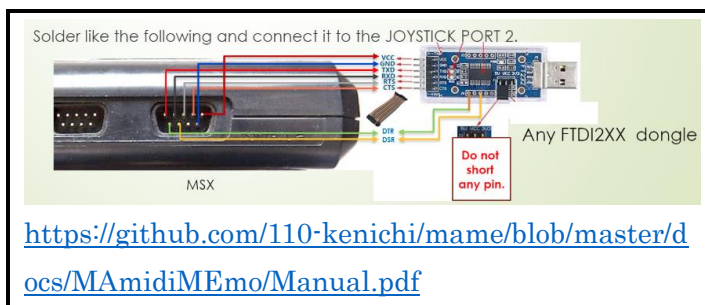 Solder like the following and connect it to the JOYSTICK PORT 2.
VCC
GND
TXD
RXD
RTS
CTS
DTR
DSR
Any FTDI2XX dongle
Do not
short
any pin.
MSX
https://github.com/110-kenichi/mame/blob/master/d
ocs/MAmidiMEmo/Manual.pdf